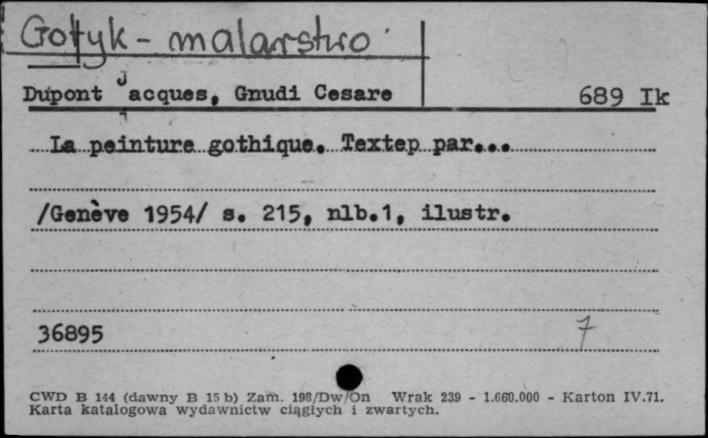 Gotyk - malarstwo
Dupont Jacques, Gnudi Cesare 689 Ik
La peinture gothique. Textep par...
/Genève 1954/ s. 215, nlb.1, ilustr.
36895 7
CWD B 144 (dawny B 15 b) Zam. 198/Dw/On Wrak 239 - 1.660.000 - Karton IV.71.
Karta katalogowa wydawnictw ciągłych i zwartych.